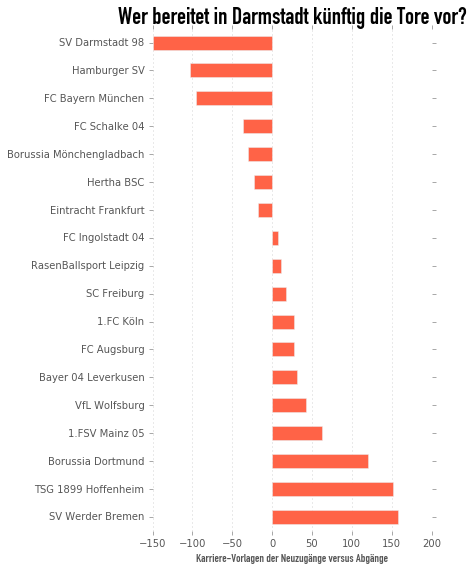 Wer bereitet in Darmstadt künftig die Tore vor?
SV Darmstadt 98
Hamburger SV
FC Bayern München
FC Schalke 04
Borussia Mönchengladbach
Hertha BSC
Eintracht Frankfurt
FC Ingolstadt 04
RasenBallsport Leipzig
SC Freiburg
1.FC Köln
FC Augsburg
Bayer 04 Leverkusen
VfL Wolfsburg
1.FSV Mainz 05
Borussia Dortmund
TSG 1899 Hoffenheim
SV Werder Bremen
−150 −100 −50 0 50 100 150 200
Karriere-Vorlagen der Neuzugänge versus Abgänge